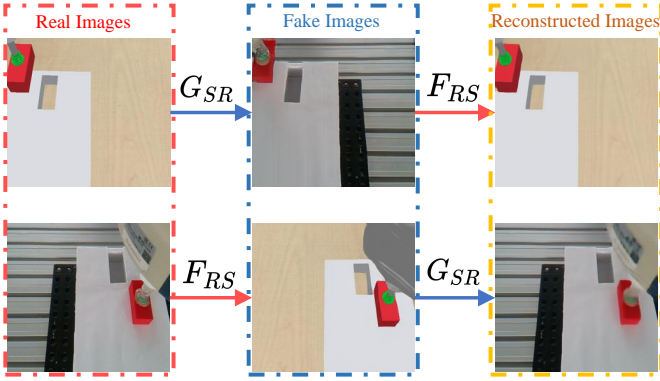 Real Images
Fake Images
Reconstructed Images
G_{SR}
F_{RS}
F_{RS}
G_{SR}